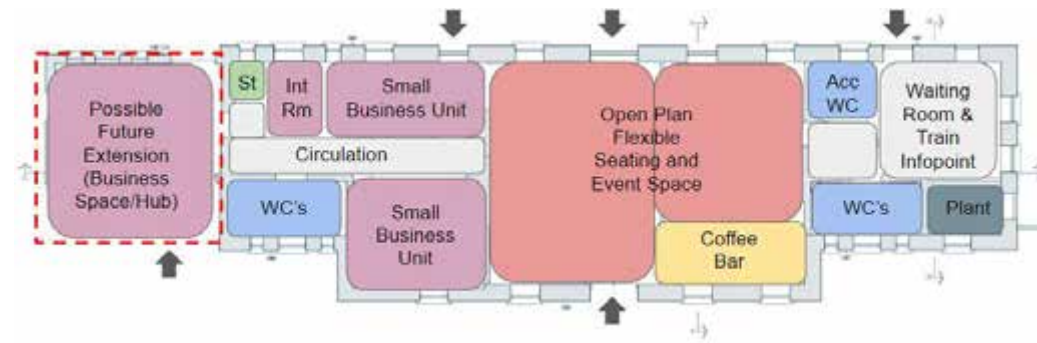 Possible
Future
Extension
(Business
Space/Hub)
St
Int
Rm
Small
Business Unit
Circulation
WC's
Small
Business
Unit
Open Plan
Flexible
Seating and
Event Space
Coffee
Bar
Acc
WC
Waiting
Room &
Train
Infopoint
WC's
Plant